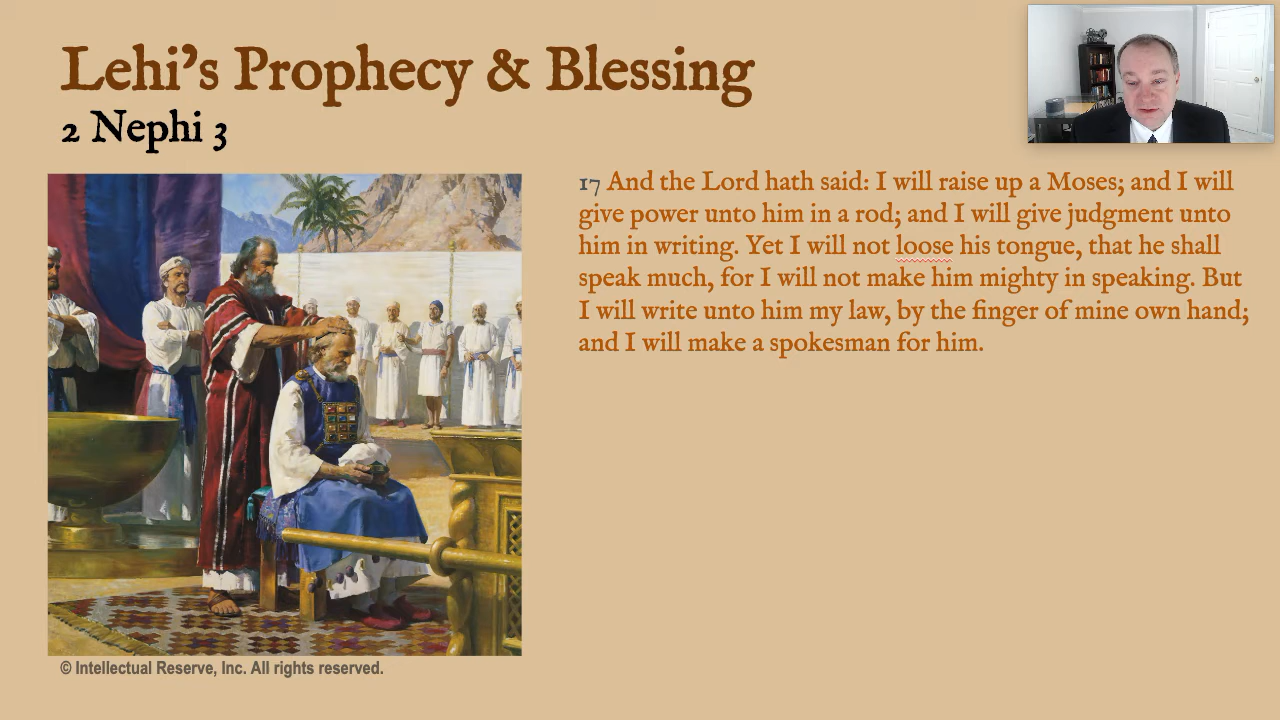 Lehi's Prophecy & Blessing
2 Nephi 3
17 And the Lord hath said: I will raise up a Moses; and I will
give power unto him in a rod; and I will give judgment unto
him in writing. Yet I will not loose his tongue, that he shall
speak much, for I will not make him mighty in speaking. But
I will write unto him my law, by the finger of mine own hand;
and I will make a spokesman for him.
© Intellectual Reserve, Inc. All rights reserved.